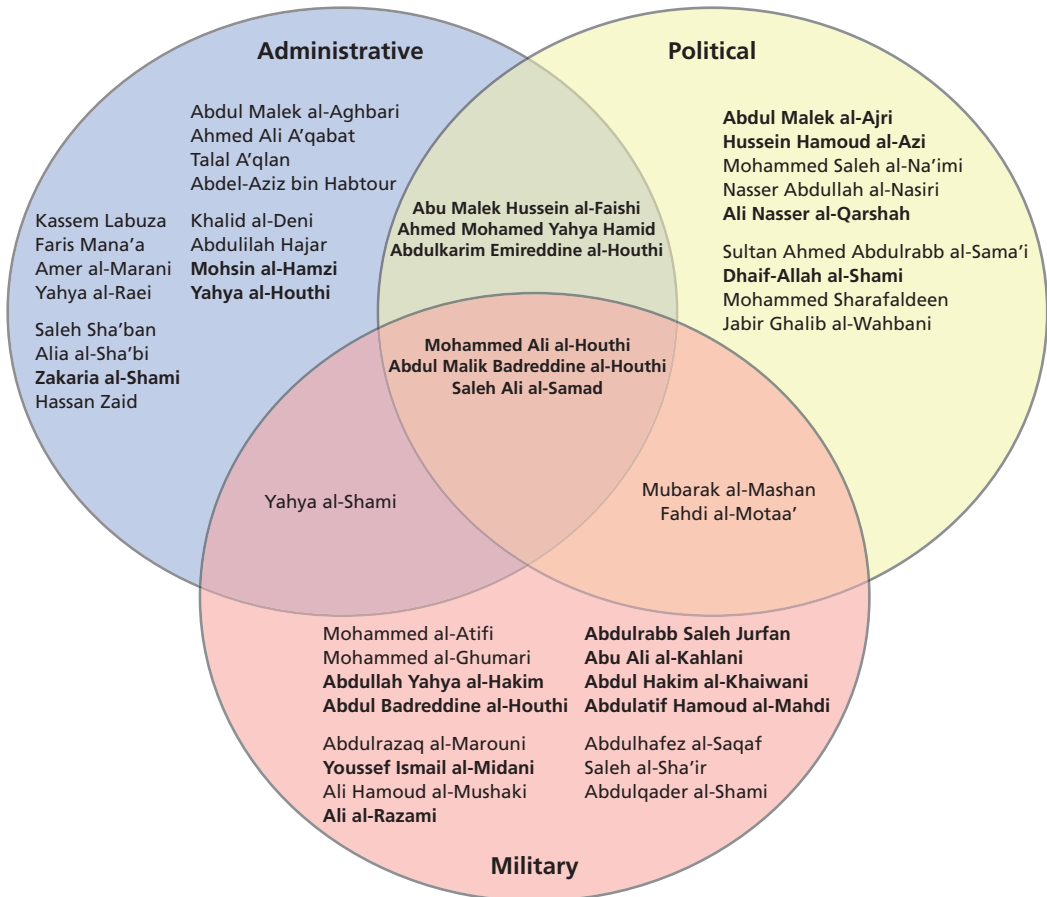 Administrative
Abdul Malek al-Aghbari
Ahmed Ali A'qabat
Talal A'qlan
Abdel-Aziz bin Habtour
Kassem Labuza
Faris Mana'a
Amer al-Marani
Yahya al-Raei
Khalid al-Deni
Abdulilah Hajar
Mohsin al-Hamzi
Yahya al-Houthi
Saleh Sha'ban
Alia al-Sha'bi
Zakaria al-Shami
Hassan Zaid
Political
Abdul Malek al-Ajri
Hussein Hamoud al-Azi
Mohammed Saleh al-Na'imi
Nasser Abdullah al-Nasiri
Ali Nasser al-Qarshah
Sultan Ahmed Abdulrabb al-Sama'i
Dhaif-Allah al-Shami
Mohammed Sharafaldeen
Jabir Ghalib al-Wahbani
Abu Malek Hussein al-Faishi
Ahmed Mohamed Yahya Hamid
Abdulkarim Emireddine al-Houthi
Mohammed Ali al-Houthi
Abdul Malik Badreddine al-Houthi
Saleh Ali al-Samad
Yahya al-Shami
Mubarak al-Mashan
Fahdi al-Motaa'
Mohammed al-Atifi
Mohammed al-Ghumari
Abdullah Yahya al-Hakim
Abdul Badreddine al-Houthi
Abdulrazaq al-Marouni
Youssef Ismail al-Midani
Ali Hamoud al-Mushaki
Ali al-Razami
Abdulrabb Saleh Jurfan
Abu Ali al-Kahlani
Abdul Hakim al-Khaiwani
Abdulatif Hamoud al-Mahdi
Abdulhafez al-Saqaf
Saleh al-Sha'ir
Abdulqader al-Shami
Military